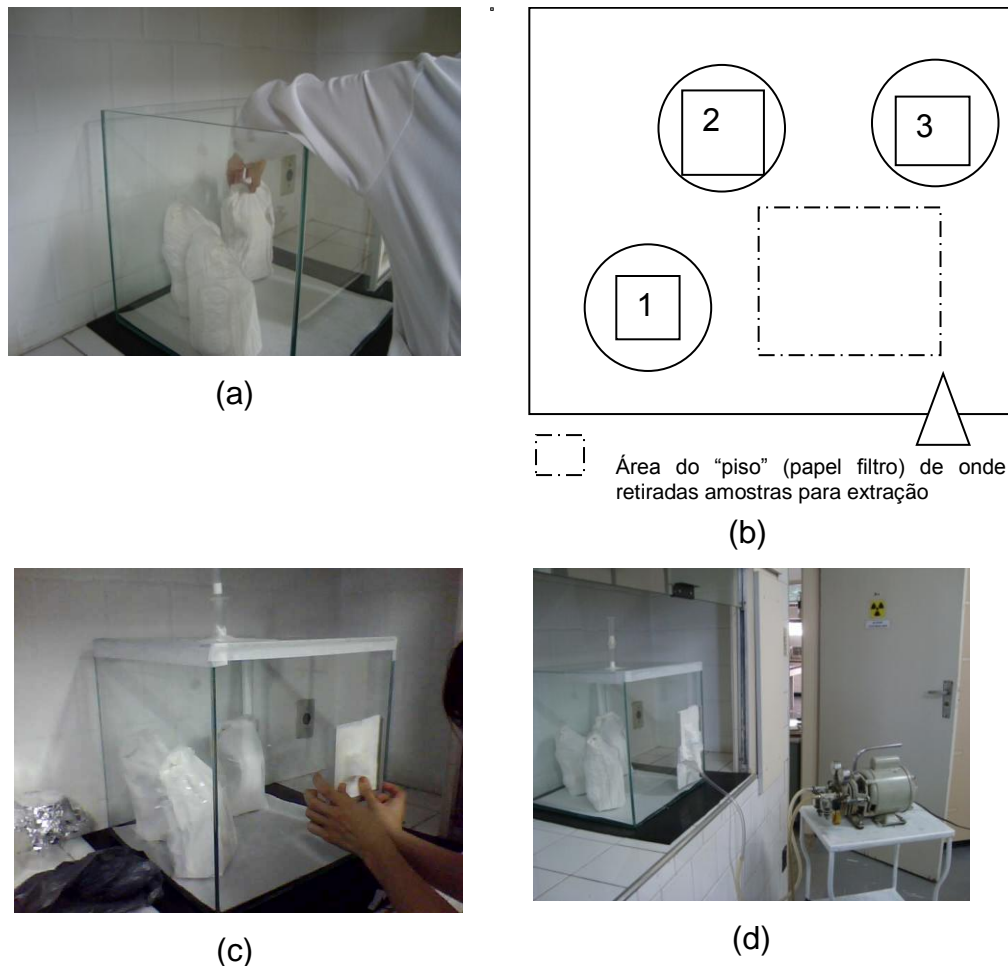 2
3
1
(a)
Área do “piso” (papel filtro) de onde
retiradas amostras para extração
(b)
(c)
(d)